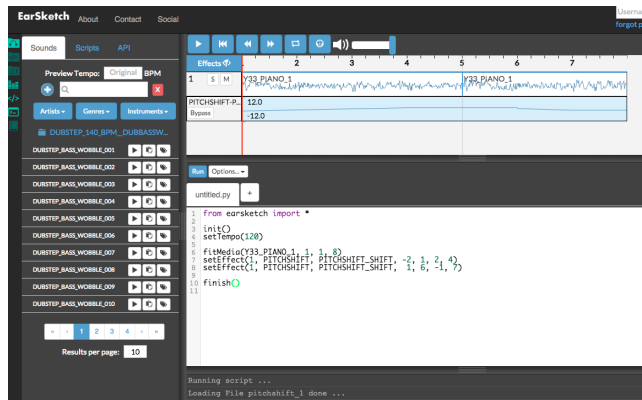 EarSketch About Contact Social
Userna
forgot p
Sounds Scripts API
Preview Tempo: Original BPM
x
Artists Genres Instruments
DUBSTEP_140_BPM__DUBBASSW...
DUBSTEP_BASS_WOBBLE_001
DUBSTEP_BASS_WOBBLE_002
DUBSTEP_BASS_WOBBLE_003
DUBSTEP_BASS_WOBBLE_004
DUBSTEP_BASS_WOBBLE_005
DUBSTEP_BASS_WOBBLE_006
DUBSTEP_BASS_WOBBLE_007
DUBSTEP_BASS_WOBBLE_008
DUBSTEP_BASS_WOBBLE_009
DUBSTEP_BASS_WOBBLE_010
« ‹ 1 2 3 4 › »
Results per page: 10
Effects 2 3 4 5 6 7
1 S M Y33_PIANO_1 Y33_PIANO_1
PITCHSHIFT-P... 12.0
Bypass -12.0
Run Options...
untitled.py +
1 from earsketch import *
2
3 init()
4 setTempo(120)
5
6 fitMedia(Y33_PIANO_1, 1, 1, 8)
7 setEffect(1, PITCHSHIFT, PITCHSHIFT_SHIFT, -2, 1, 2, 4)
8 setEffect(1, PITCHSHIFT, PITCHSHIFT_SHIFT, 1, 6, -1, 7)
9
10 finish()
11
Running script ...
Loading File pitchshift_1 done ...